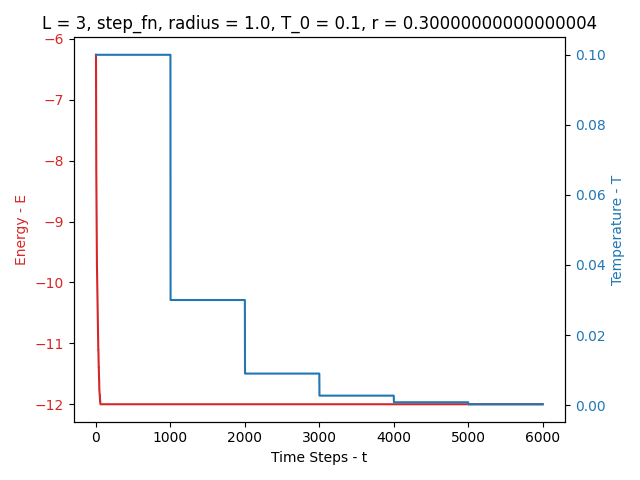 L = 3, step_fn, radius = 1.0, T_0 = 0.1, r = 0.30000000000000004
−6
−7
−8
−9
−10
−11
−12
Energy - E
0.10
0.08
0.06
0.04
0.02
0.00
Temperature - T
0 1000 2000 3000 4000 5000 6000
Time Steps - t